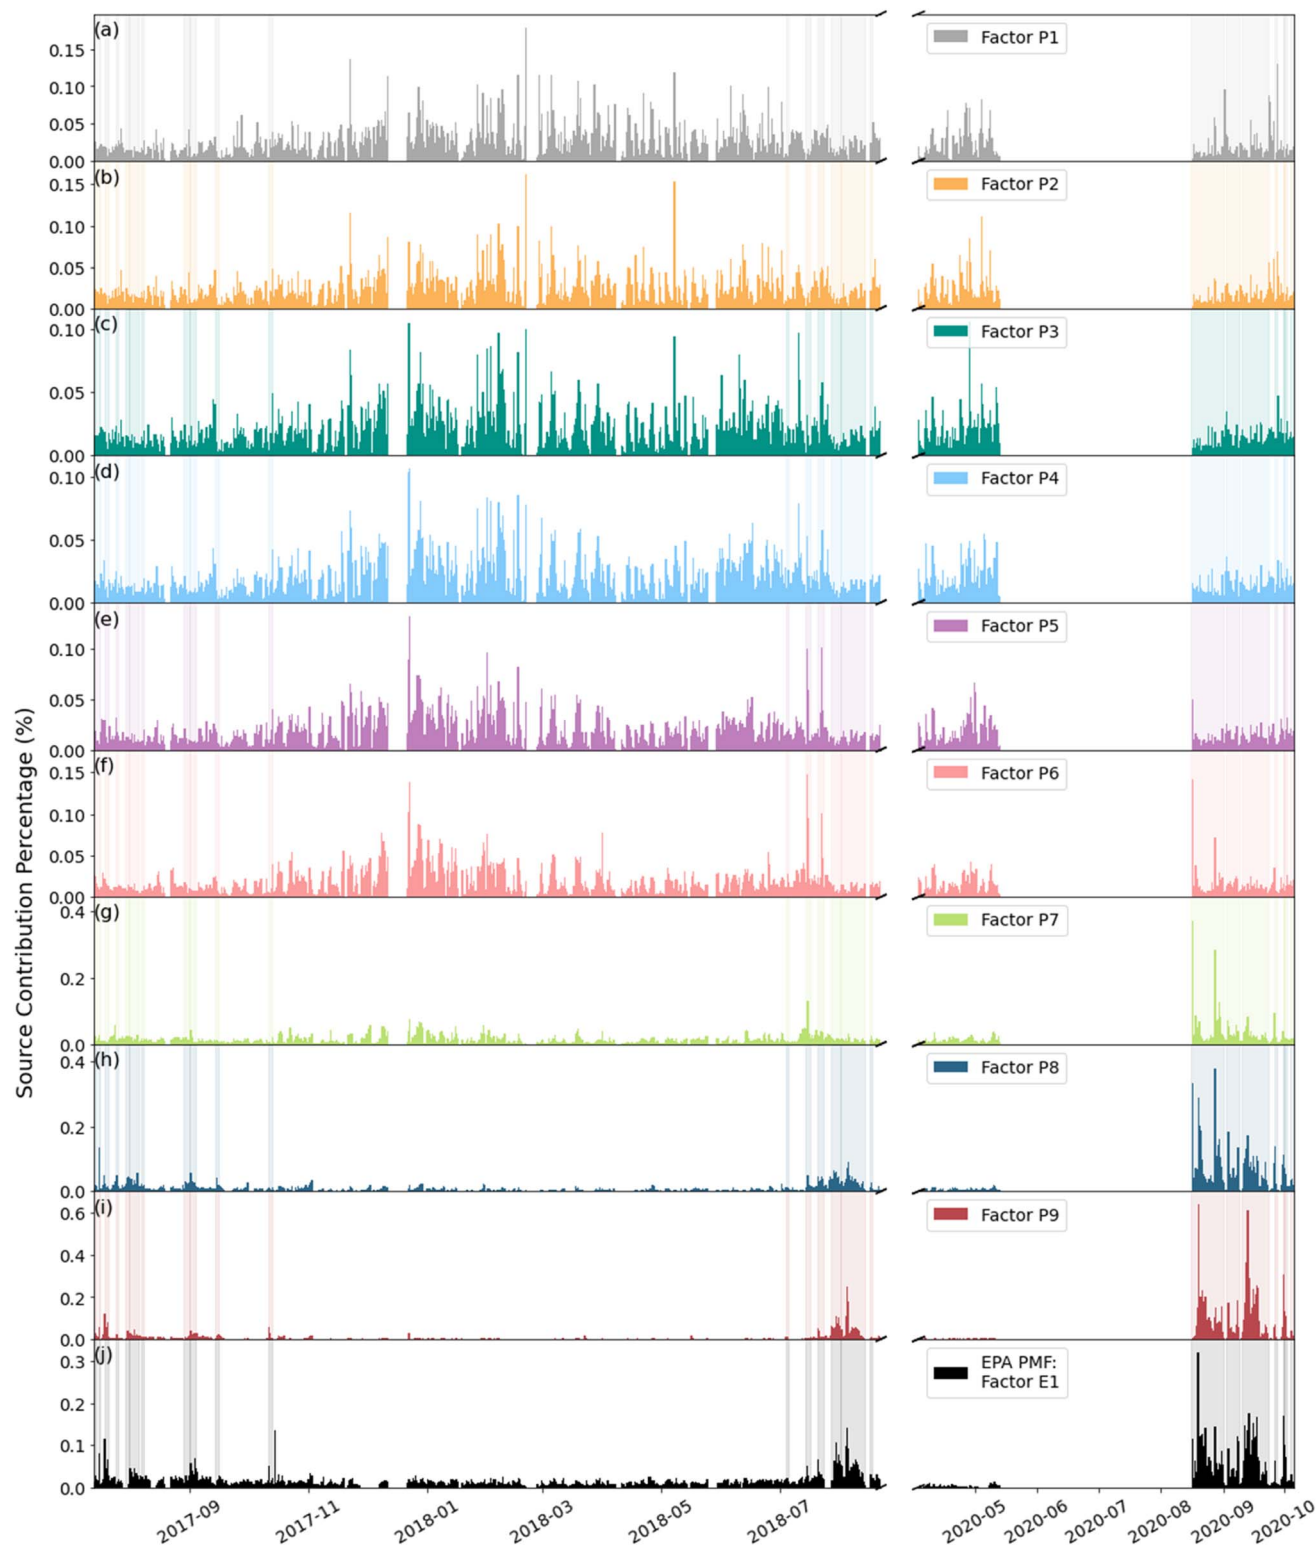 (a)
Factor P1
0.15
0.10
0.05
0.00
(b)
Factor P2
0.15
0.10
0.05
0.00
(c)
Factor P3
0.10
0.05
0.00
(d)
Factor P4
0.10
0.05
0.00
(e)
Factor P5
0.10
0.05
0.00
(f)
Factor P6
0.15
0.10
0.05
0.00
(g)
Factor P7
0.4
0.2
0.0
(h)
Factor P8
0.4
0.2
0.0
(i)
Factor P9
0.6
0.4
0.2
0.0
(j)
EPA PMF:
Factor E1
0.3
0.2
0.1
0.0
Source Contribution Percentage (%)
2017-09
2017-11
2018-01
2018-03
2018-05
2018-07
2020-05
2020-06
2020-07
2020-08
2020-09
2020-10